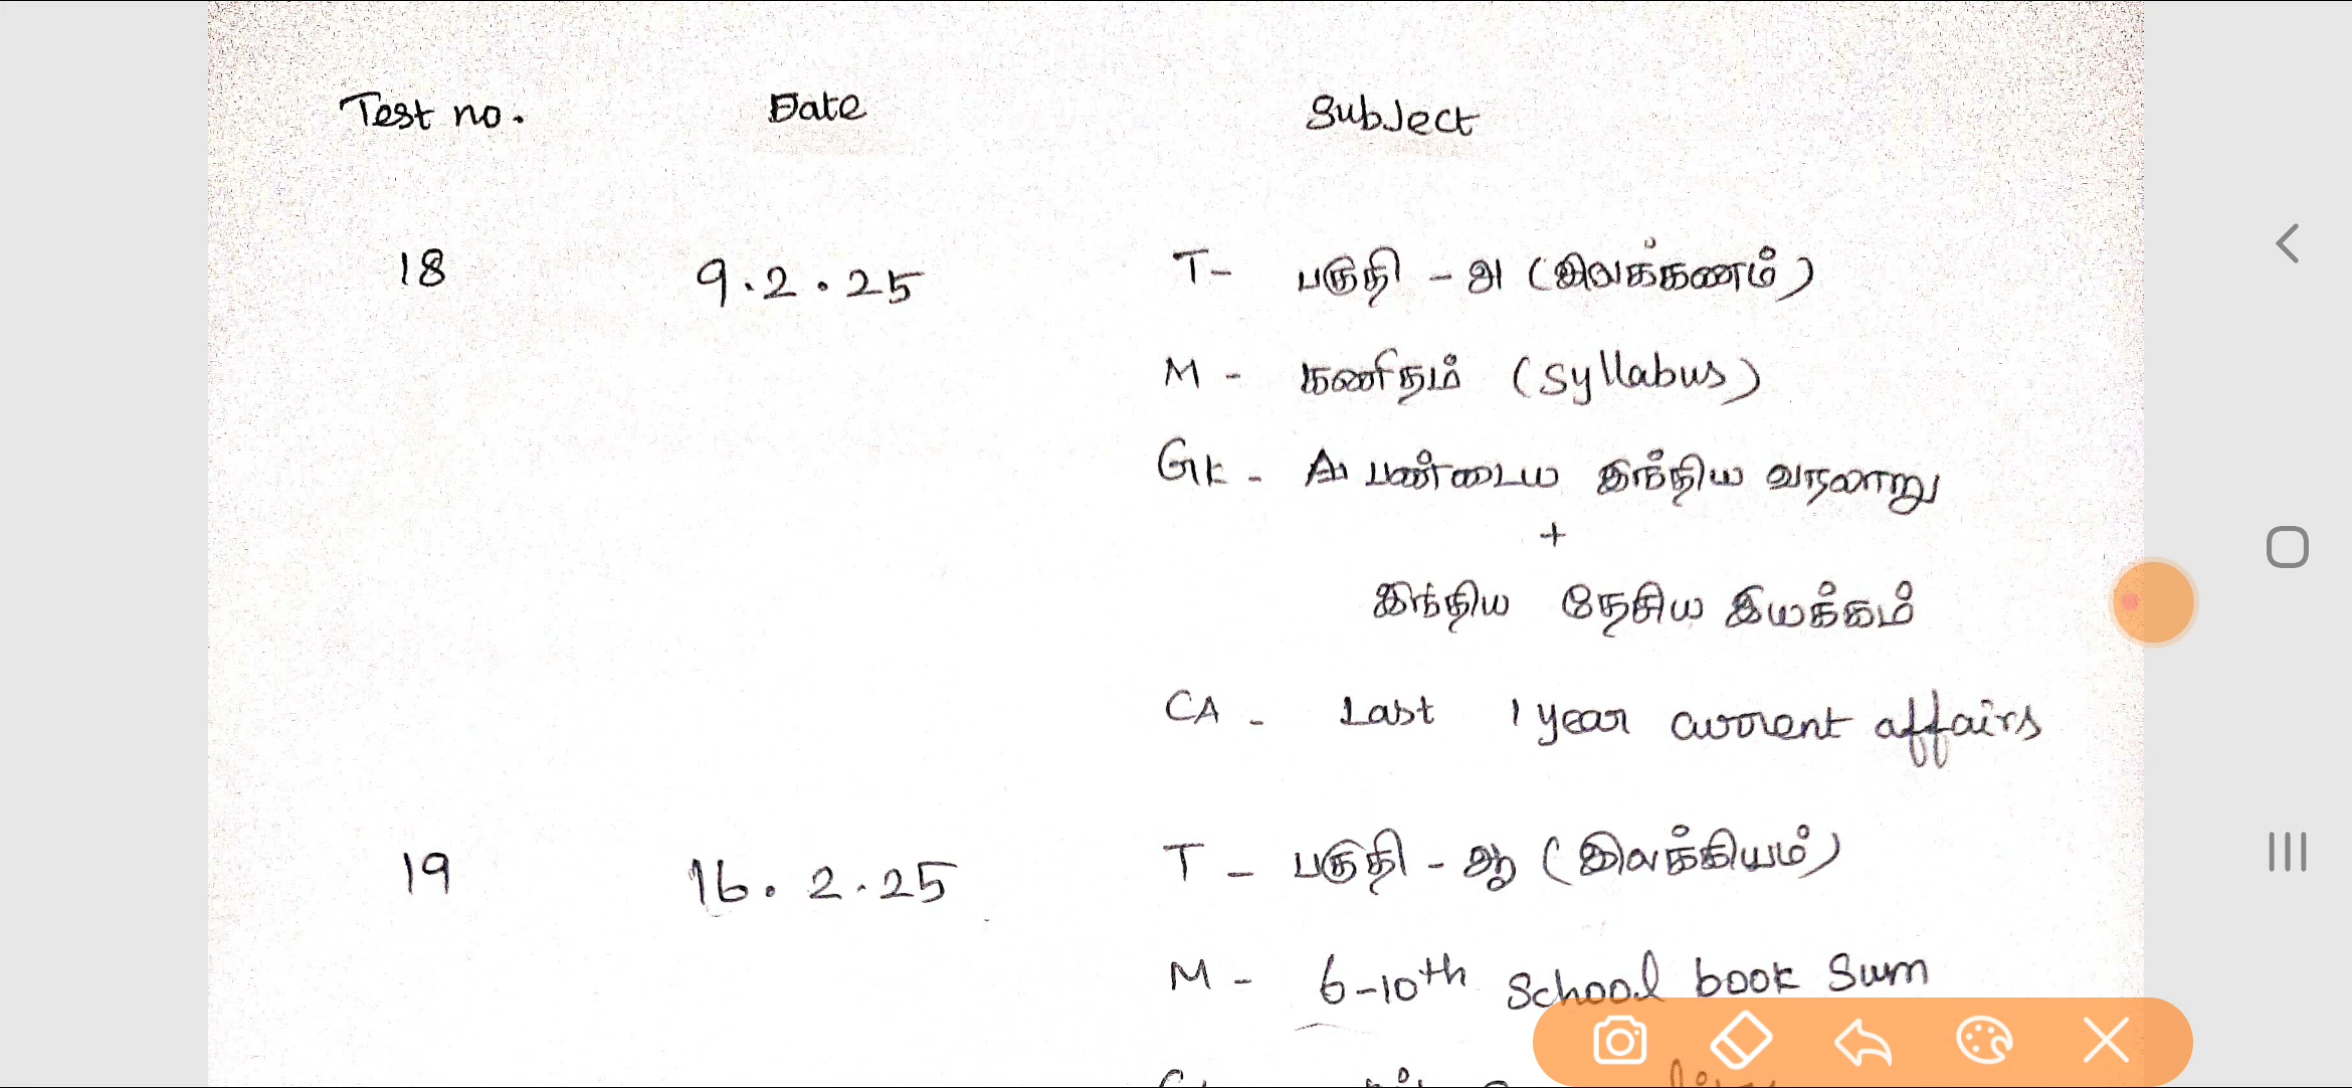 Test no. Date Subject
18 9.2.25 T- பகுதி - அ (இலக்கணம்)
M - கணிதம் (Syllabus)
GK - பண்டைய இந்திய வரலாறு
+
இந்திய தேசிய இயக்கம்
CA - Last 1 year current affairs
19 16.2.25 T - பகுதி - ஆ (இலக்கியம்)
M - 6-10th School book Sum